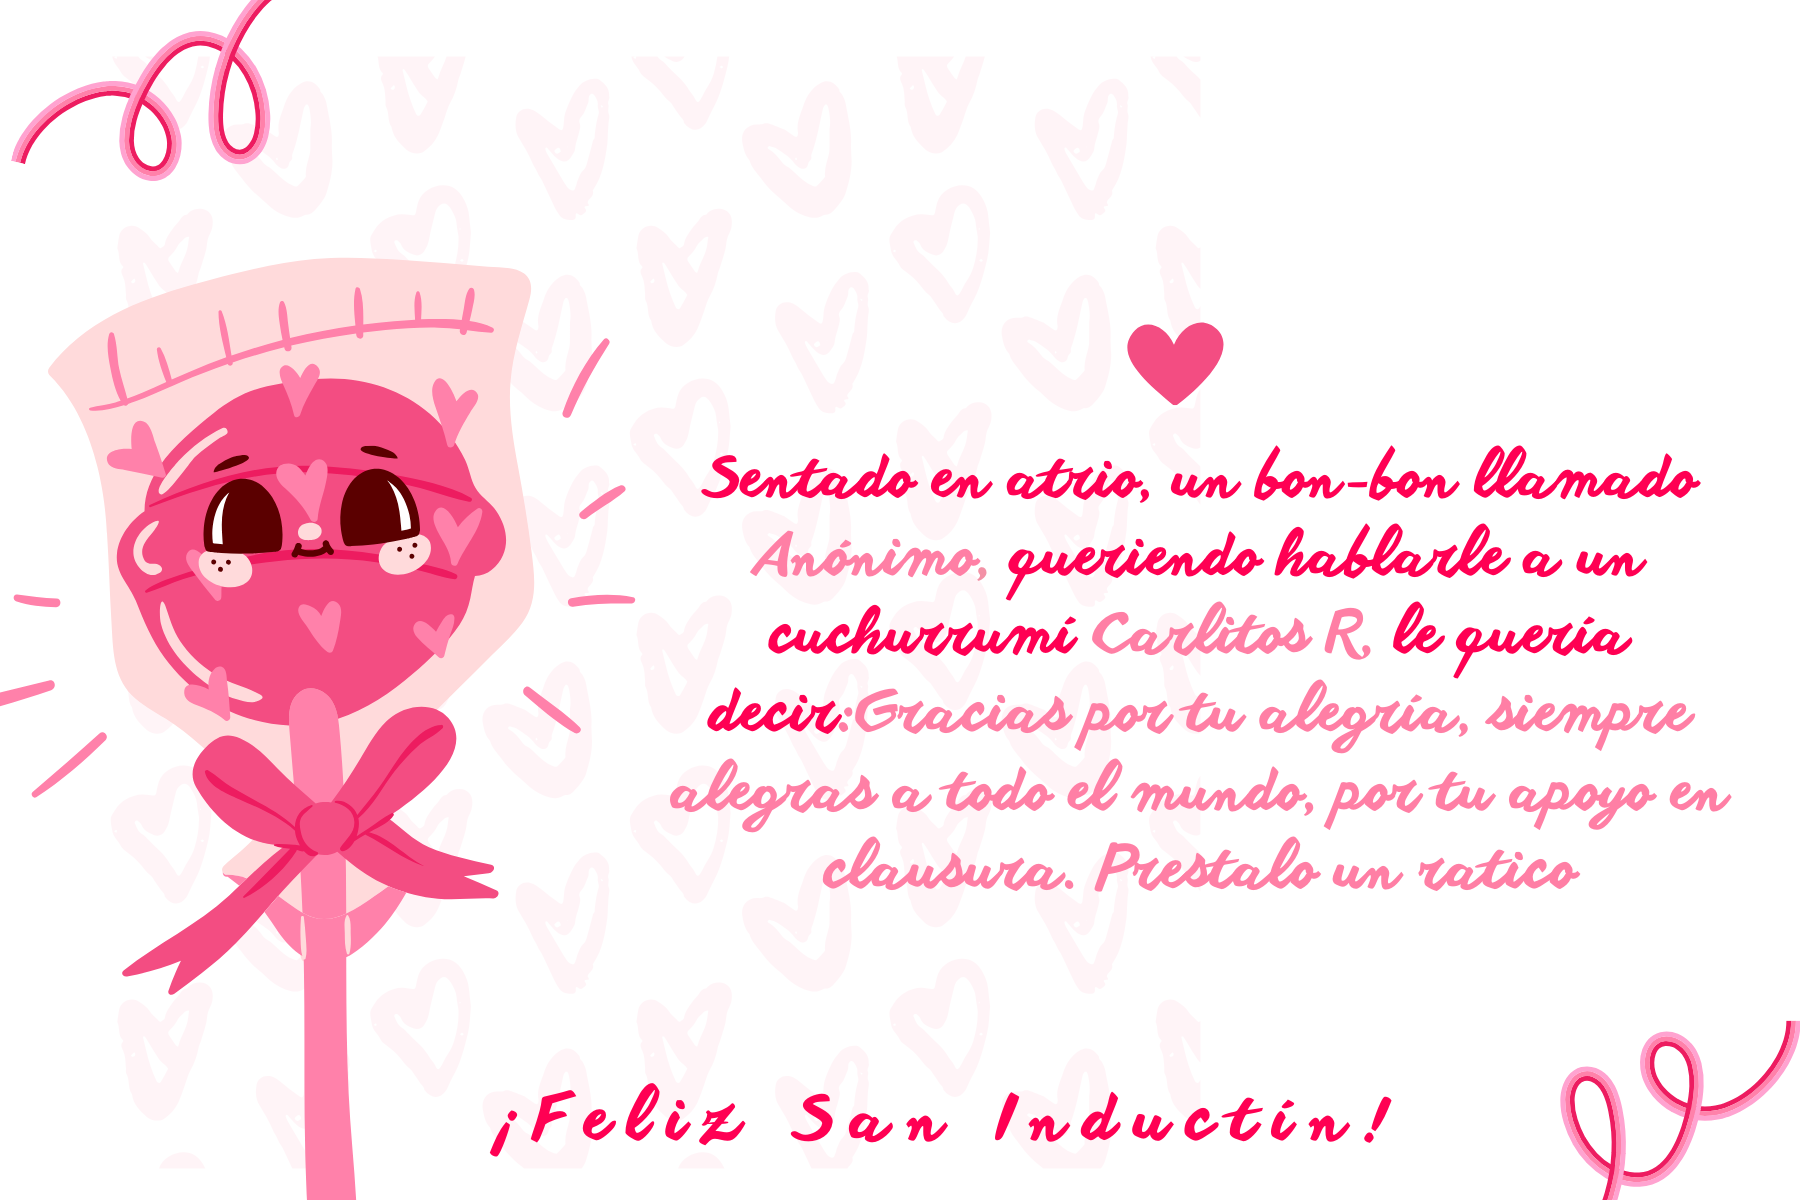 Sentado en atrio, un bon-bon llamado
Anónimo, queriendo hablarle a un
cuchurrumí Carlitos R, le quería
decir:Gracias por tu alegría, siempre
alegras a todo el mundo, por tu apoyo en
clausura. Prestalo un ratico
¡Feliz San Inductín!